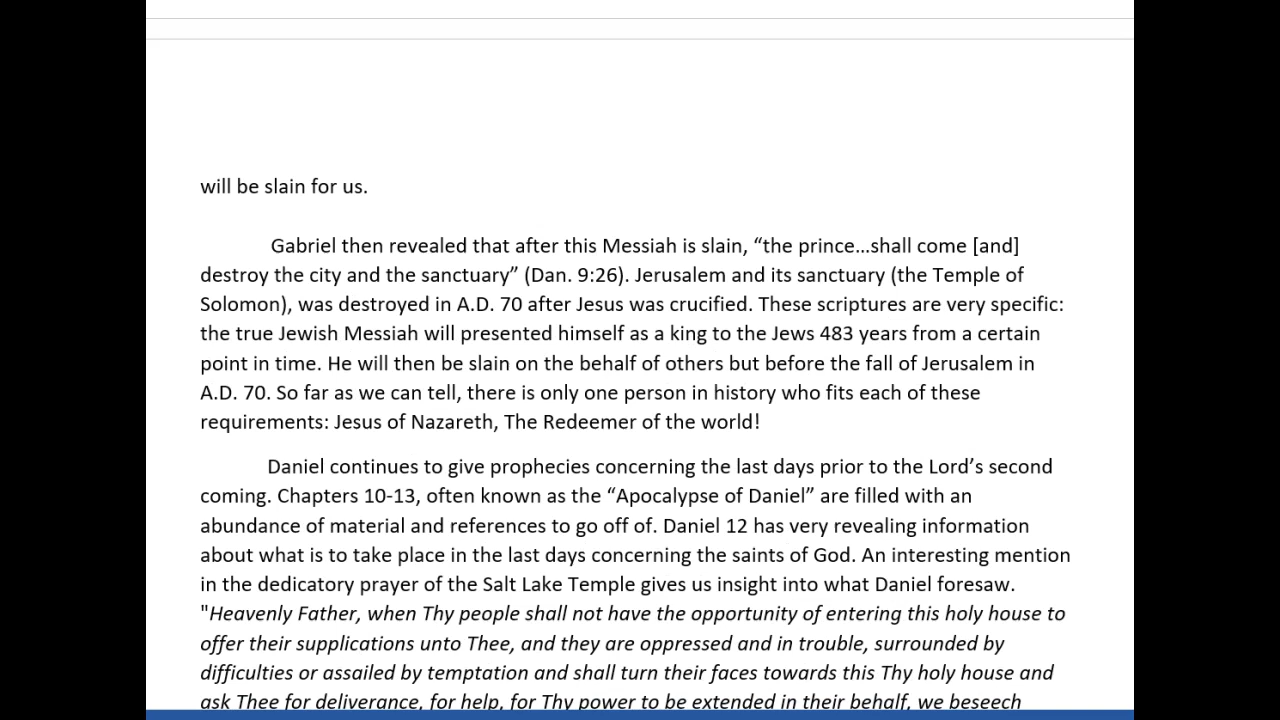 will be slain for us.
Gabriel then revealed that after this Messiah is slain, “the prince…shall come [and]
destroy the city and the sanctuary” (Dan. 9:26). Jerusalem and its sanctuary (the Temple of
Solomon), was destroyed in A.D. 70 after Jesus was crucified. These scriptures are very specific:
the true Jewish Messiah will presented himself as a king to the Jews 483 years from a certain
point in time. He will then be slain on the behalf of others but before the fall of Jerusalem in
A.D. 70. So far as we can tell, there is only one person in history who fits each of these
requirements: Jesus of Nazareth, The Redeemer of the world!
Daniel continues to give prophecies concerning the last days prior to the Lord’s second
coming. Chapters 10-13, often known as the “Apocalypse of Daniel” are filled with an
abundance of material and references to go off of. Daniel 12 has very revealing information
about what is to take place in the last days concerning the saints of God. An interesting mention
in the dedicatory prayer of the Salt Lake Temple gives us insight into what Daniel foresaw.
"Heavenly Father, when Thy people shall not have the opportunity of entering this holy house to
offer their supplications unto Thee, and they are oppressed and in trouble, surrounded by
difficulties or assailed by temptation and shall turn their faces towards this Thy holy house and
ask Thee for deliverance, for help, for Thy power to be extended in their behalf, we beseech